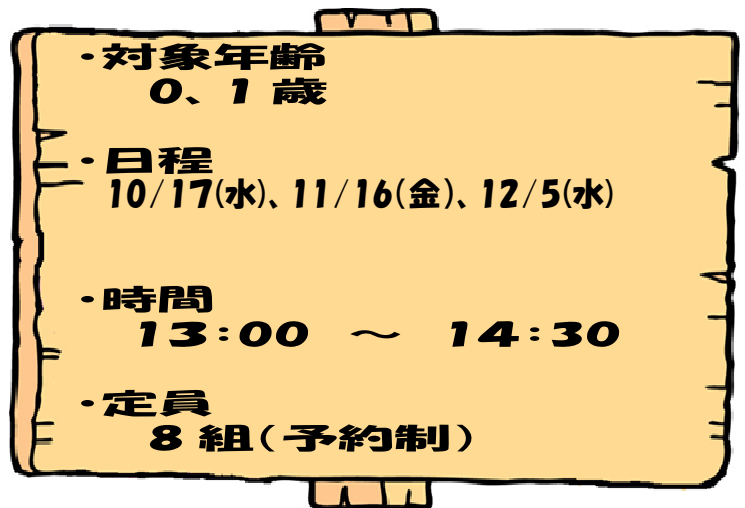 ・対象年齢
0、1 歳
・日程
10/17(水)、11/16(金)、12/5(水)
・時間
13:00 ～ 14:30
・定員
8 組(予約制)